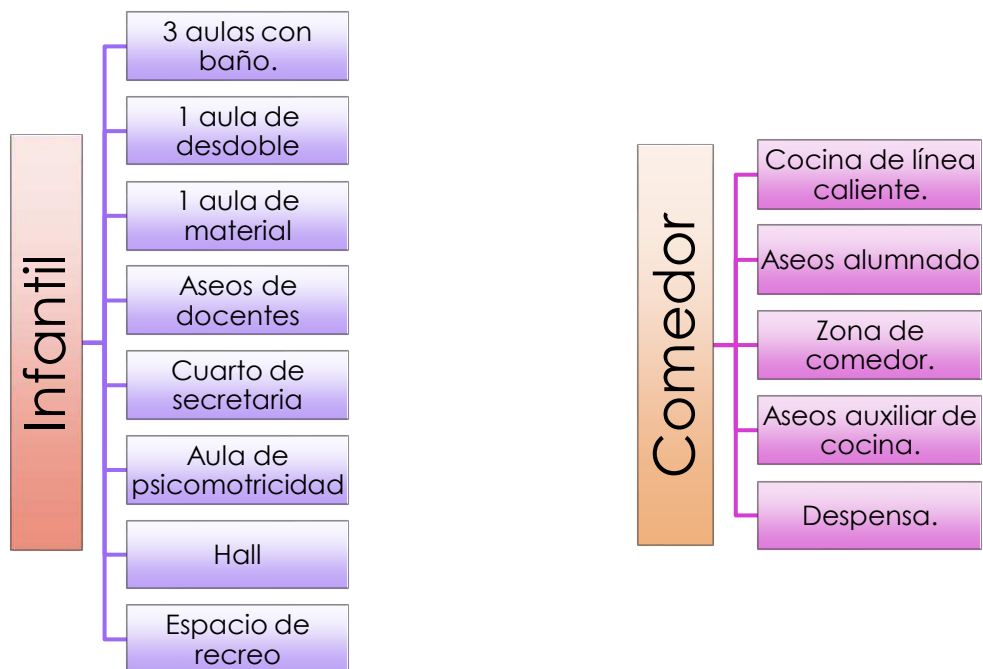 Infantil
3 aulas con
baño.
1 aula de
desdoble
1 aula de
material
Aseos de
docentes
Cuarto de
secretaria
Aula de
psicomotricidad
Hall
Espacio de
recreo
Comedor
Cocina de línea
caliente.
Aseos alumnado
Zona de
comedor.
Aseos auxiliar de
cocina.
Despensa.